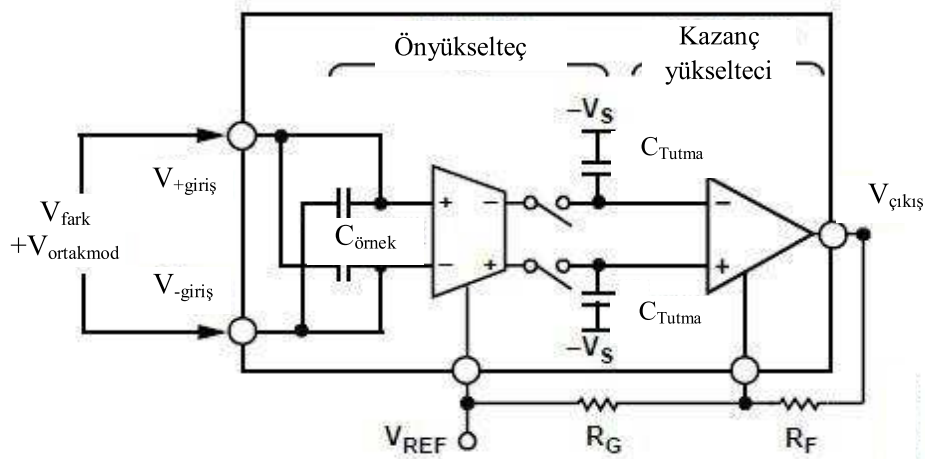 Önyükselteç
Kazanç
yükselteci
–VS
CTutma
V+giriş
Vçıkış
+ –
–
Vfark
+Vortakmod
Cörnek
– +
+
V-giriş
CTutma
–VS
VREF
RG
RF